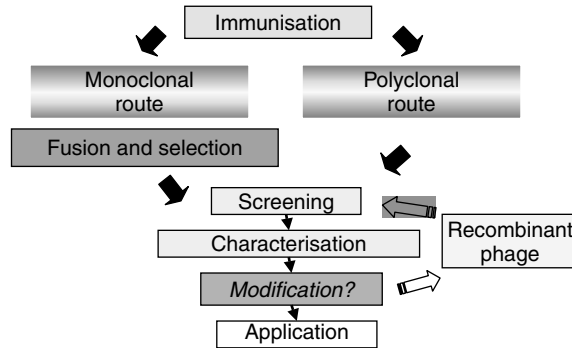 Immunisation
Monoclonal
route
Polyclonal
route
Fusion and selection
Screening
Recombinant
phage
Characterisation
Modification?
Application